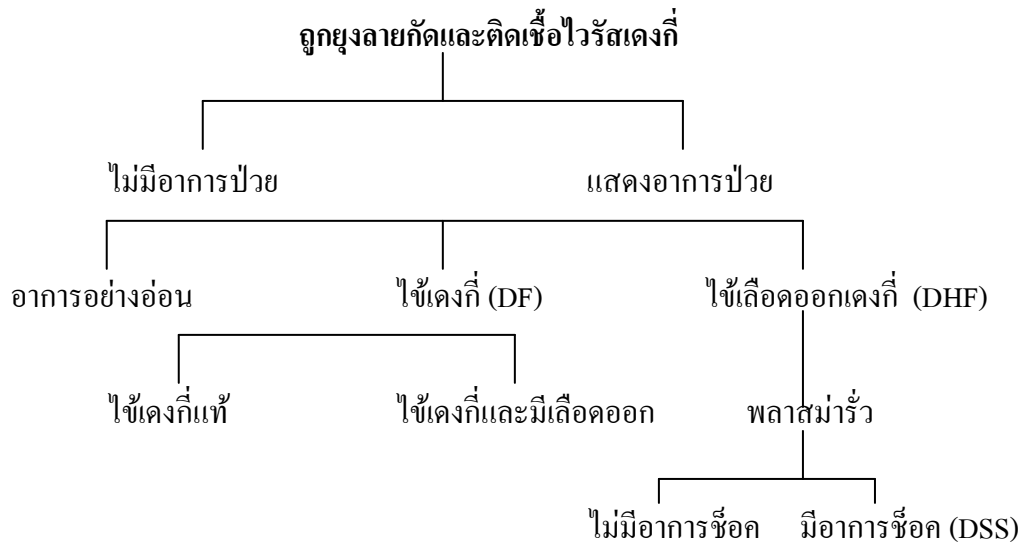 ถูกยุงลายกัดและติดเชื้อไวรัสเดงกี่
ไม่มีอาการป่วย แสดงอาการป่วย
อาการอย่างอ่อน ไข้เดงกี่ (DF) ไข้เลือดออกเดงกี่ (DHF)
ไข้เดงกี่แท้ ไข้เดงกี่และมีเลือดออก พลาสม่ารั่ว
ไม่มีอาการช็อค มีอาการช็อค (DSS)